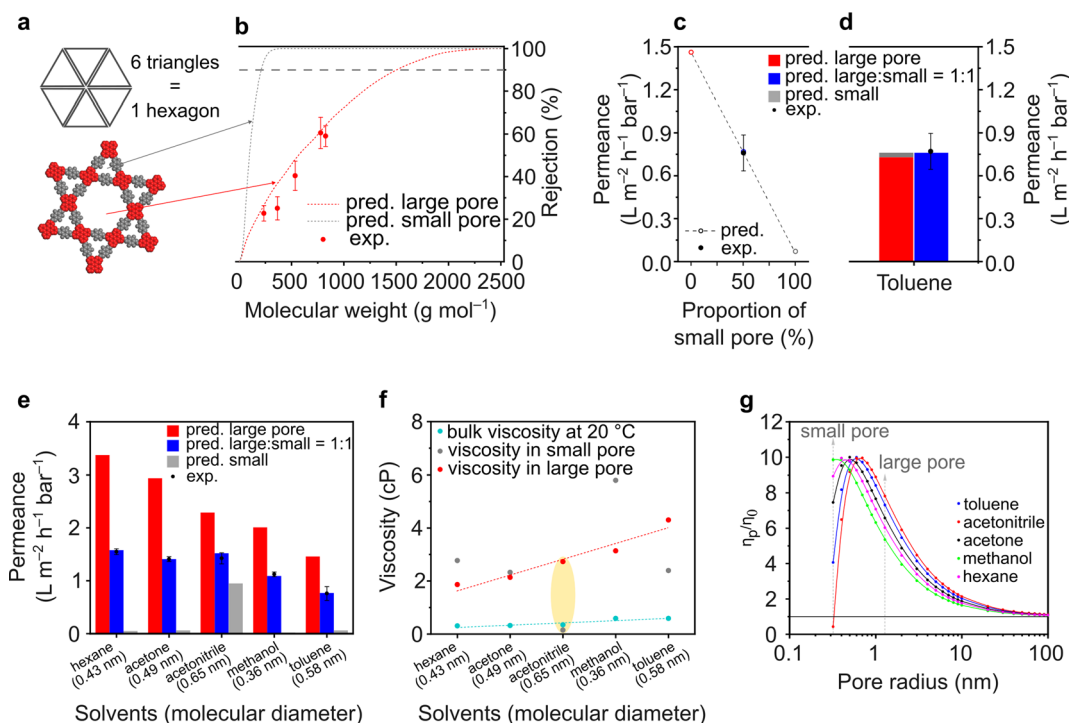 a
6 triangles
=
1 hexagon
b
100
80
60
40
20
0
Rejection (%)
pred. large pore
pred. small pore
exp.
0
500
1000
1500
2000
2500
Molecular weight (g mol⁻¹)
c
1.5
1.2
0.9
0.6
0.3
0.0
Permeance
(L m⁻² h⁻¹ bar⁻¹)
pred.
exp.
0
50
100
Proportion of
small pore (%)
d
pred. large pore
pred. large:small = 1:1
pred. small
exp.
1.5
1.2
0.9
0.6
0.3
0.0
Permeance
(L m⁻² h⁻¹ bar⁻¹)
Toluene
e
4
3
2
1
0
Permeance
(L m⁻² h⁻¹ bar⁻¹)
pred. large pore
pred. large:small = 1:1
pred. small
exp.
hexane
(0.43 nm)
acetone
(0.49 nm)
acetonitrile
(0.65 nm)
methanol
(0.36 nm)
toluene
(0.58 nm)
Solvents (molecular diameter)
f
8
6
4
2
0
Viscosity (cP)
bulk viscosity at 20 °C
viscosity in small pore
viscosity in large pore
hexane
(0.43 nm)
acetone
(0.49 nm)
acetonitrile
(0.65 nm)
methanol
(0.36 nm)
toluene
(0.58 nm)
Solvents (molecular diameter)
g
small pore
large pore
12
10
8
6
4
2
0
ηp/η0
toluene
acetonitrile
acetone
methanol
hexane
0.1
1
10
100
Pore radius (nm)